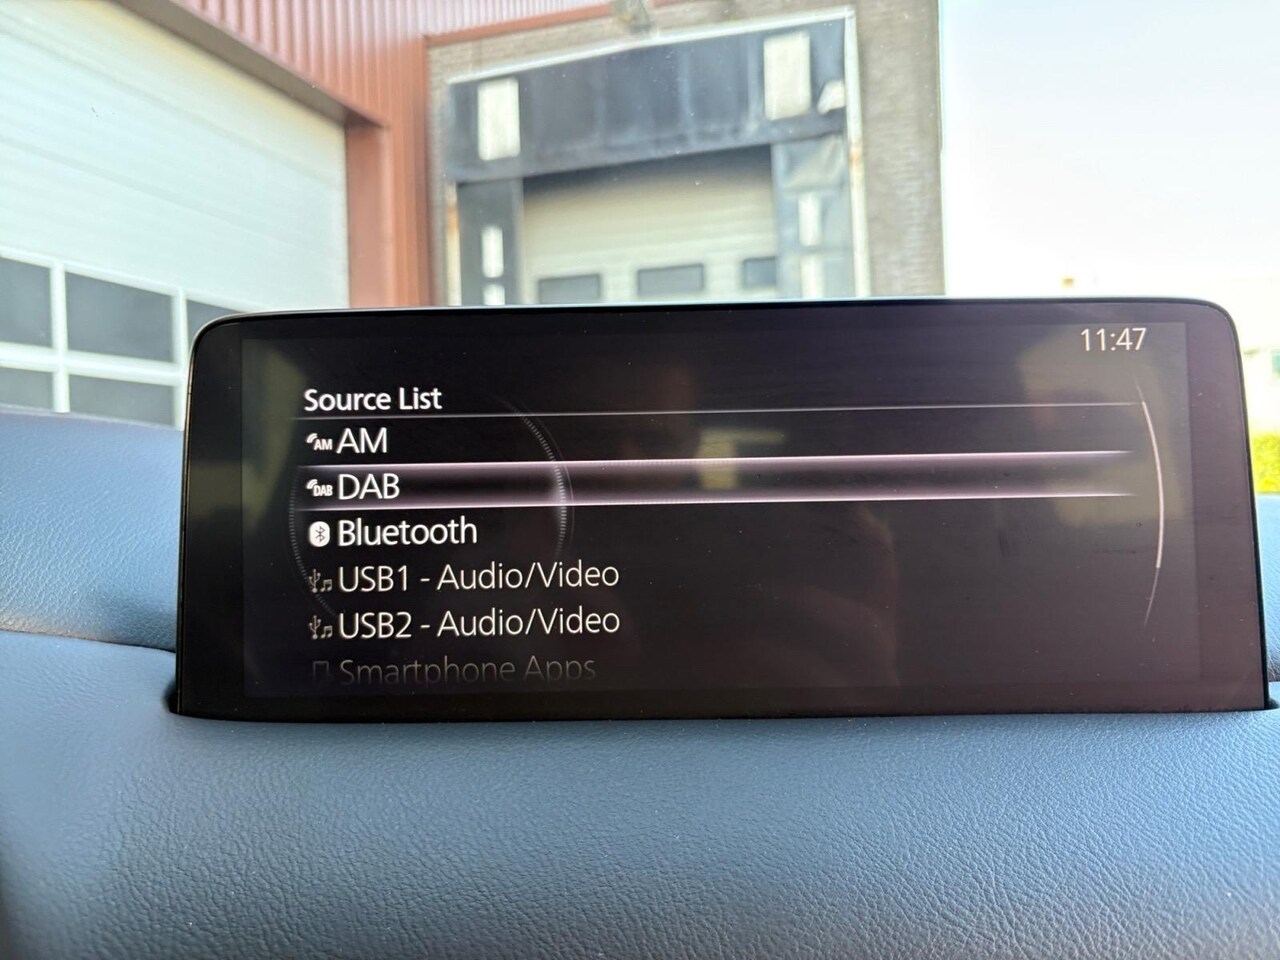 11:47
Source List
AM AM
DAB DAB
Bluetooth
USB1 - Audio/Video
USB2 - Audio/Video
Smartphone Apps